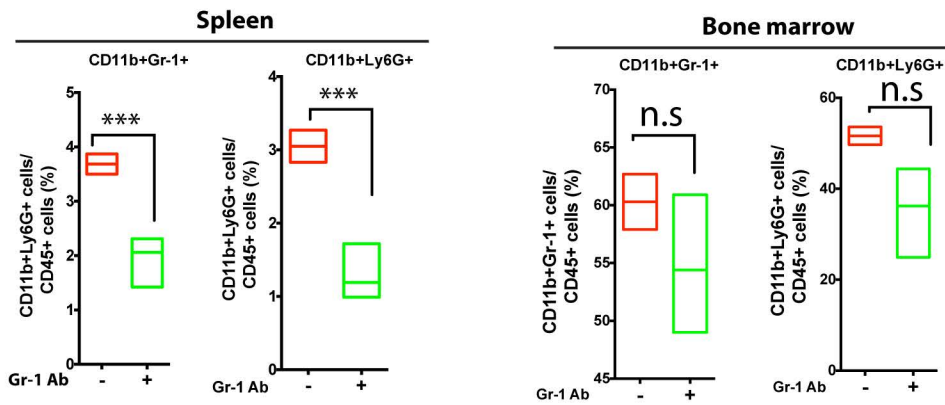 Spleen
CD11b+Gr-1+
CD11b+Ly6G+ cells/
CD45+ cells (%)
5
4
3
2
1
0
***
Gr-1 Ab - +
CD11b+Ly6G+
CD11b+Ly6G+ cells/
CD45+ cells (%)
4
3
2
1
0
***
Gr-1 Ab - +
Bone marrow
CD11b+Gr-1+
CD11b+Gr-1+ cells/
CD45+ cells (%)
70
65
60
55
50
45
n.s
Gr-1 Ab - +
CD11b+Ly6G+
CD11b+Ly6G+ cells/
CD45+ cells (%)
60
40
20
0
n.s
Gr-1 Ab - +